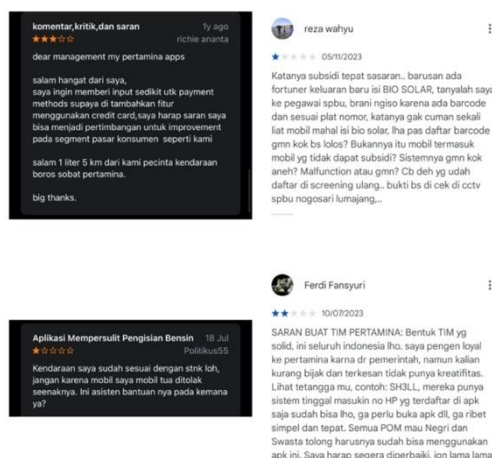 komentar,kritik,dan saran 1y ago
richie ananta
dear management my pertamina apps
salam hangat dari saya,
saya ingin memberi input sedikit utk payment
methods supaya di tambahkan fitur
menggunakan credit card,saya harap saran saya
bisa menjadi pertimbangan untuk improvement
pada segment pasar konsumen seperti kami
salam 1 liter 5 km dari kami pecinta kendaraan
boros sobat pertamina.
big thanks.
reza wahyu
05/11/2023
Katanya subsidi tepat sasaran.. barusan ada
fortuner keluaran baru isi BIO SOLAR, tanyalah saya
ke pegawai spbu, brani ngiso karena ada barcode
dan sesuai plat nomor, katanya gak cuman sekali
liat mobil mahal isi bio solar, lha pas daftar barcode
gmn kok bs lolos? Bukannya itu mobil termasuk
mobil yg tidak dapat subsidi? Sistemnya gmn kok
aneh? Malfunction atau gmn? Cb deh yg udah
daftar di screening ulang.. bukti bs di cek di cctv
spbu nogosari lumajang,..
Aplikasi Mempersulit Pengisian Bensin 18 Jul
Politikus55
Kendaraan saya sudah sesuai dengan stnk loh,
jangan karena mobil saya mobil tua ditolak
seenaknya. Ini asisten bantuan nya pada kemana
ya?
Ferdi Fansyuri
10/07/2023
SARAN BUAT TIM PERTAMINA: Bentuk TIM yg
solid, ini seluruh indonesia lho. saya pengen loyal
ke pertamina karna dr pemerintah, namun kalian
kurang bijak dan terkesan tidak punya kreatifitas.
Lihat tetangga mu, contoh: SH3LL, mereka punya
sistem tinggal masukin no HP yg terdaftar di apk
saja sudah bisa lho, ga perlu buka apk dll, ga ribet
simpel dan tepat. Semua POM mau Negri dan
Swasta tolong harusnya sudah bisa menggunakan
apk ini. Saya harap segera diperbaiki, jgn lama lama